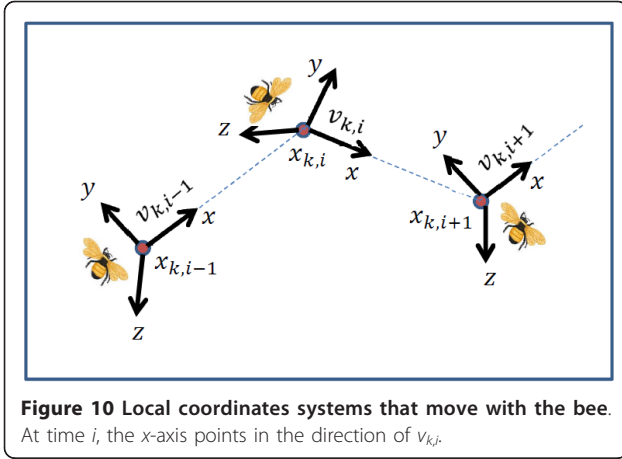 y
v_{k,i}
z
x_{k,i}
x
y
v_{k,i+1}
x
x_{k,i+1}
z
y
v_{k,i-1}
x
x_{k,i-1}
z
Figure 10 Local coordinates systems that move with the bee.
At time i, the x-axis points in the direction of v_{k,i}.